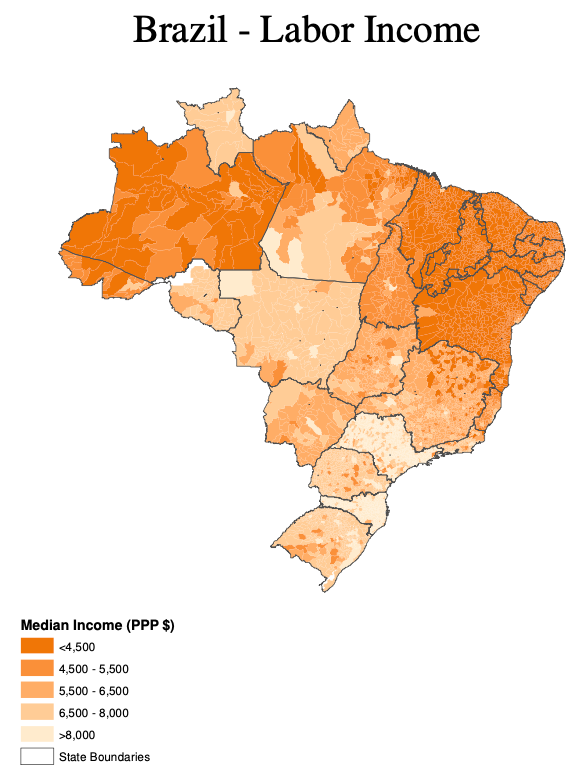 Brazil - Labor Income
Median Income (PPP $)
<4,500
4,500 - 5,500
5,500 - 6,500
6,500 - 8,000
>8,000
State Boundaries